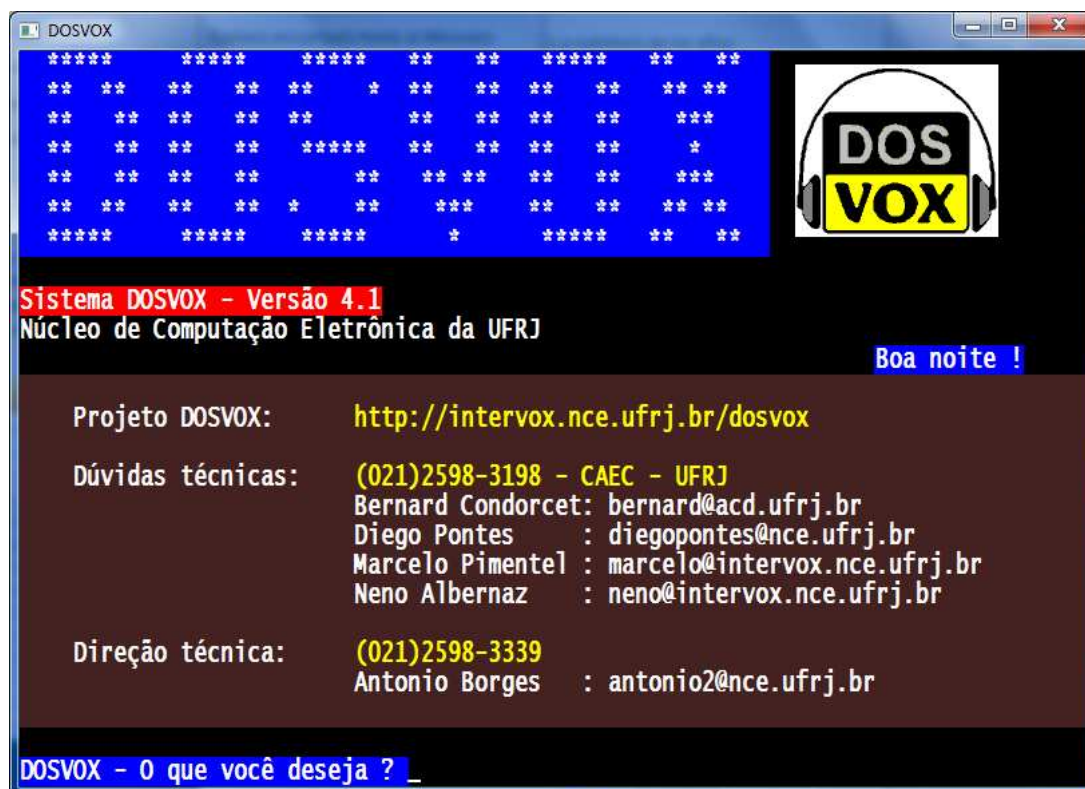 DOSVOX
DOSVOX
DOS
VOX
Sistema DOSVOX - Versão 4.1
Núcleo de Computação Eletrônica da UFRJ
Boa noite !
Projeto DOSVOX: http://intervox.nce.ufrj.br/dosvox
Dúvidas técnicas: (021)2598-3198 - CAEC - UFRJ
Bernard Condorcet: bernard@acd.ufrj.br
Diego Pontes : diegopontes@nce.ufrj.br
Marcelo Pimentel : marcelo@intervox.nce.ufrj.br
Neno Albernaz : neno@intervox.nce.ufrj.br
Direção técnica: (021)2598-3339
Antonio Borges : antonio2@nce.ufrj.br
DOSVOX - O que você deseja ? _